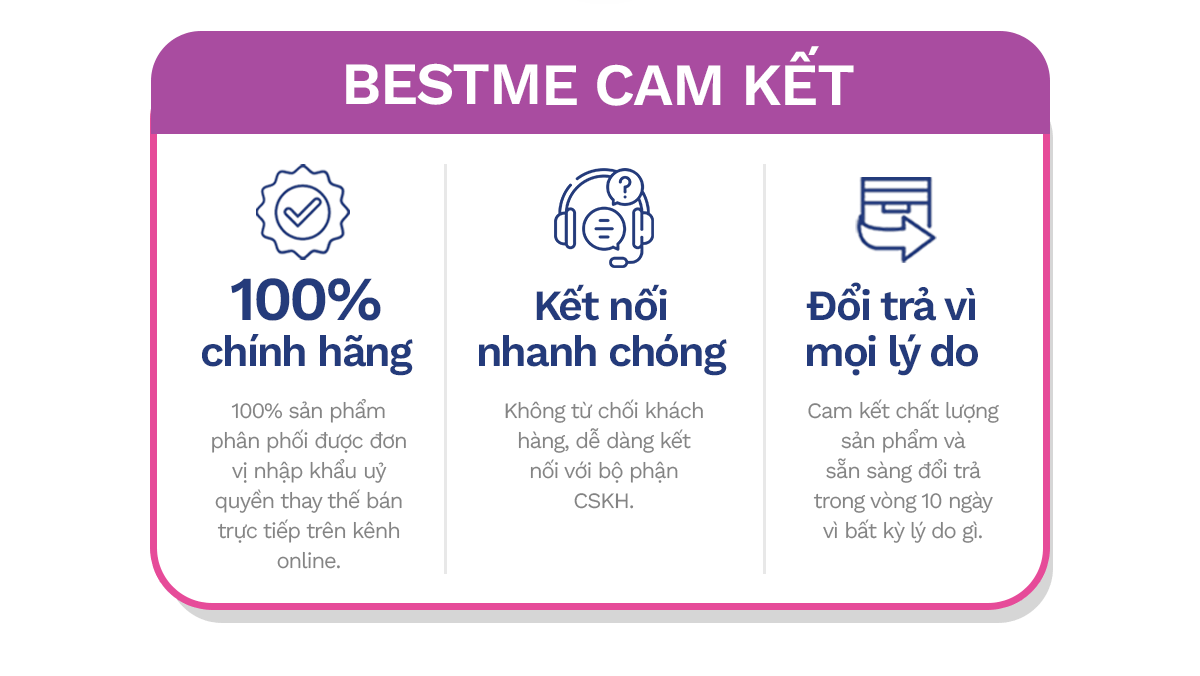 BESTME CAM KẾT
100%
chính hãng
100% sản phẩm
phân phối được đơn
vị nhập khẩu uỷ
quyền thay thế bán
trực tiếp trên kênh
online.
Kết nối
nhanh chóng
Không từ chối khách
hàng, dễ dàng kết
nối với bộ phận
CSKH.
Đổi trả vì
mọi lý do
Cam kết chất lượng
sản phẩm và
sẵn sàng đổi trả
trong vòng 10 ngày
vì bất kỳ lý do gì.